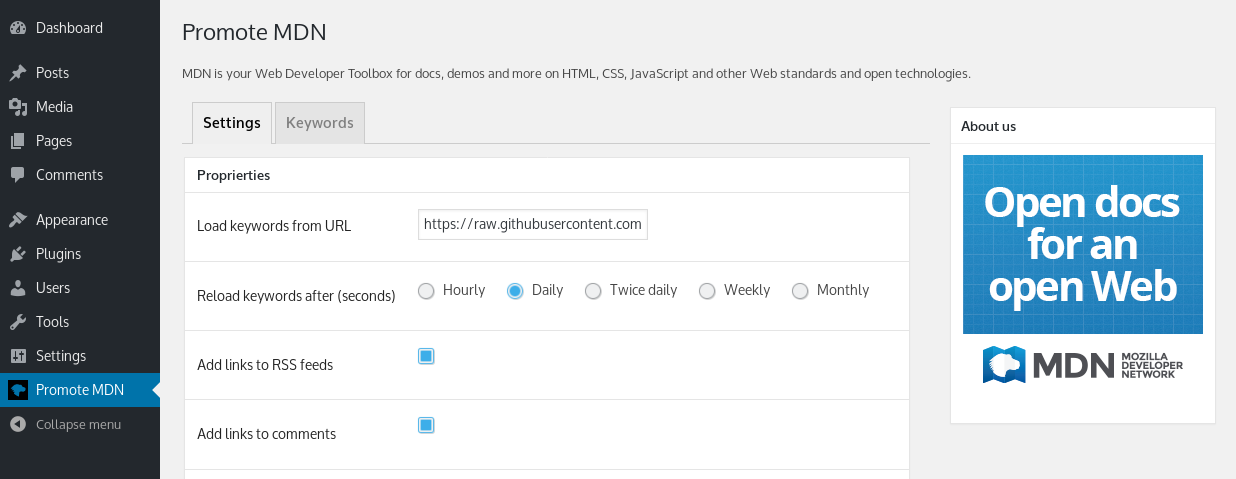 Dashboard
Posts
Media
Pages
Comments
Appearance
Plugins
Users
Tools
Settings
Promote MDN
Collapse menu
Promote MDN
MDN is your Web Developer Toolbox for docs, demos and more on HTML, CSS, JavaScript and other Web standards and open technologies.
Settings Keywords
Proprierties
Load keywords from URL https://raw.githubusercontent.com
Reload keywords after (seconds) Hourly Daily Twice daily Weekly Monthly
Add links to RSS feeds
Add links to comments
About us
Open docs
for an
open Web
MDN MOZILLA
DEVELOPER
NETWORK